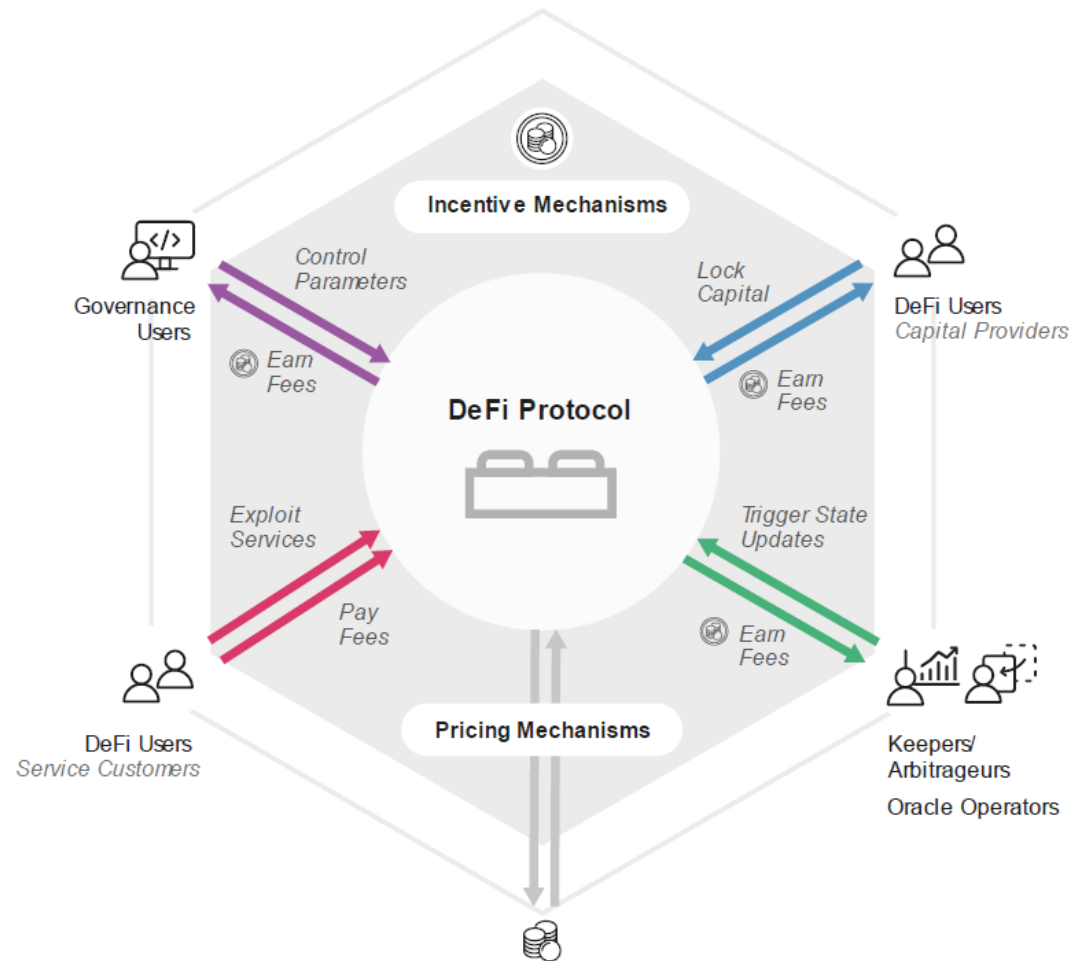 Incentive Mechanisms
Control
Parameters
Lock
Capital
Governance
Users
DeFi Users
Capital Providers
Earn
Fees
Earn
Fees
DeFi Protocol
</>
Exploit
Services
Trigger State
Updates
Pay
Fees
Earn
Fees
Pricing Mechanisms
DeFi Users
Service Customers
Keepers/
Arbitrageurs
Oracle Operators